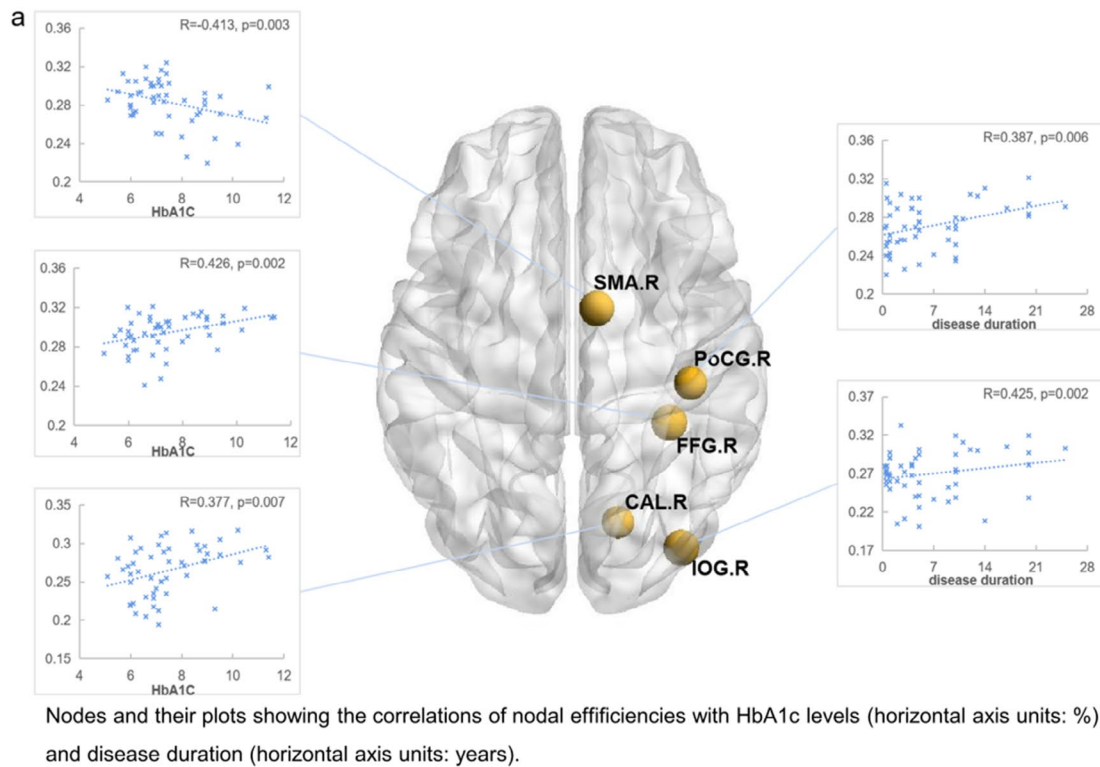 a
R=-0.413, p=0.003
0.36
0.32
0.28
0.24
0.2
4 6 8 10 12
HbA1C
R=0.426, p=0.002
0.36
0.32
0.28
0.24
0.2
4 6 8 10 12
HbA1C
R=0.377, p=0.007
0.35
0.3
0.25
0.2
0.15
4 6 8 10 12
HbA1C
SMA.R
PoCG.R
FFG.R
CAL.R
IOG.R
R=0.387, p=0.006
0.36
0.32
0.28
0.24
0.2
0 7 14 21 28
disease duration
R=0.425, p=0.002
0.37
0.32
0.27
0.22
0.17
0 7 14 21 28
disease duration
Nodes and their plots showing the correlations of nodal effificiencies with HbA1c levels (horizontal axis units: %)
and disease duration (horizontal axis units: years).